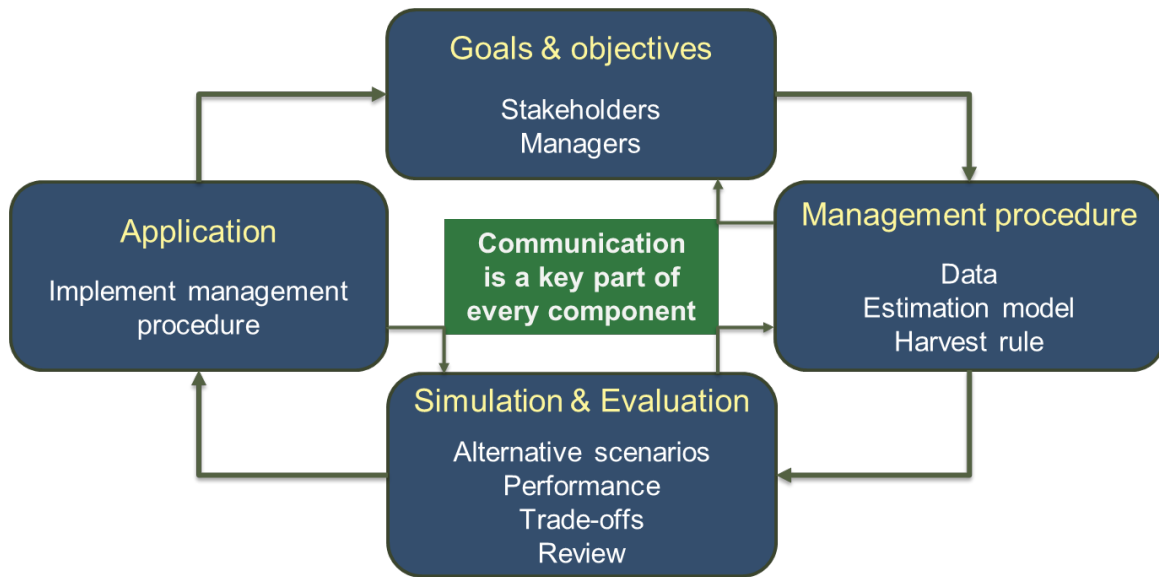 Goals & objectives
Stakeholders
Managers
Application
Implement management
procedure
Communication
is a key part of
every component
Management procedure
Data
Estimation model
Harvest rule
Simulation & Evaluation
Alternative scenarios
Performance
Trade-offs
Review